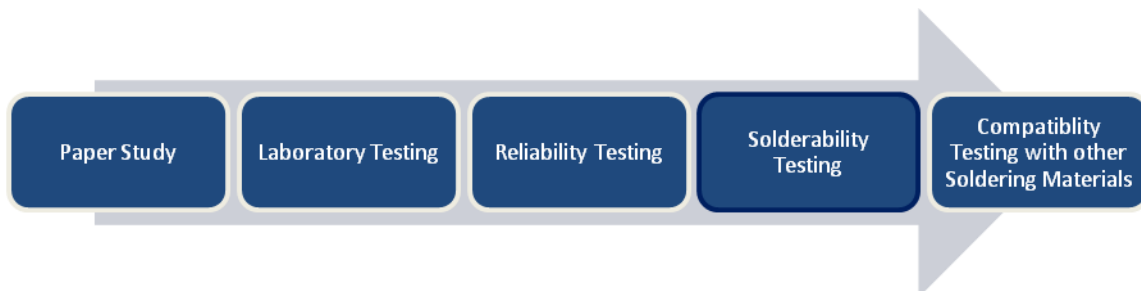 Paper Study
Laboratory Testing
Reliability Testing
Solderability
Testing
Compatiblity
Testing with other
Soldering Materials